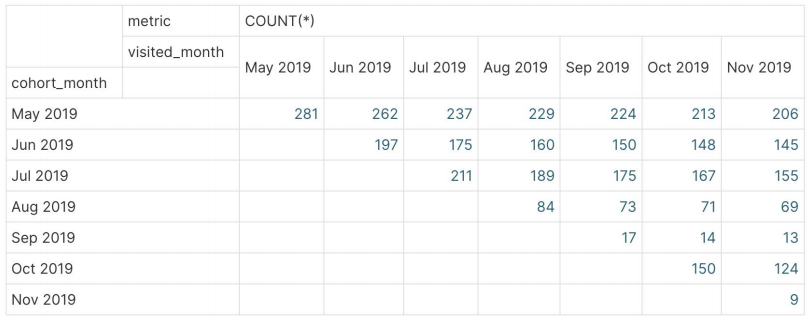 metric COUNT(*)
visited_month
May 2019 Jun 2019 Jul 2019 Aug 2019 Sep 2019 Oct 2019 Nov 2019
cohort_month
May 2019 281 262 237 229 224 213 206
Jun 2019 197 175 160 150 148 145
Jul 2019 211 189 175 167 155
Aug 2019 84 73 71 69
Sep 2019 17 14 13
Oct 2019 150 124
Nov 2019 9